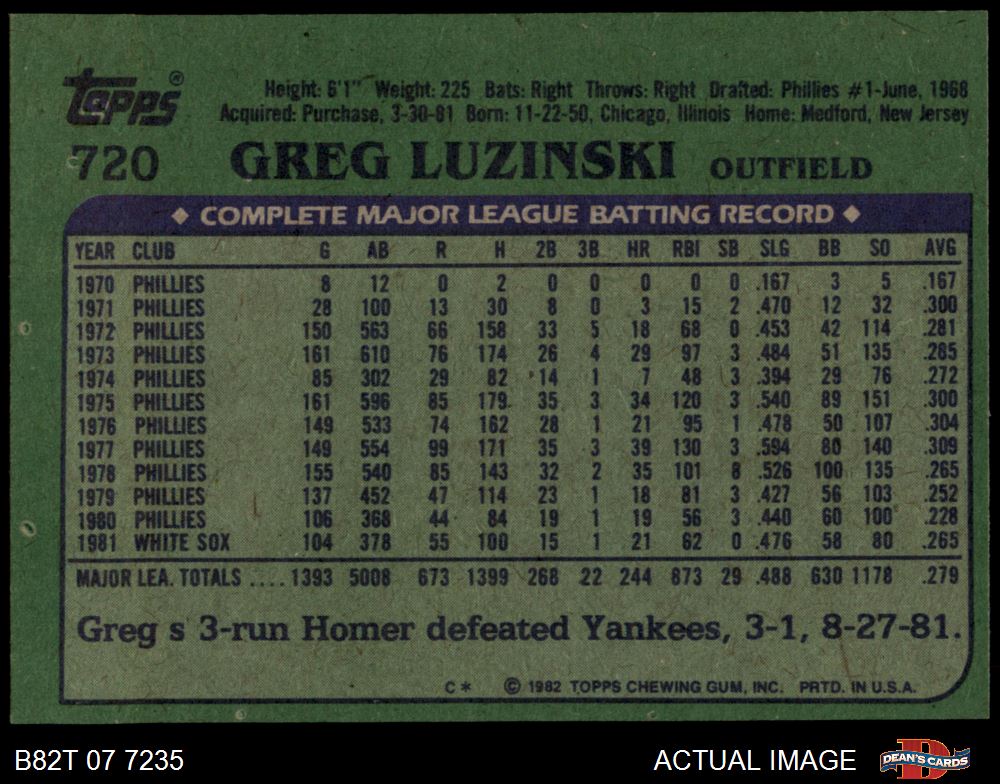 Topps®
Height: 6'1" Weight: 225 Bats: Right Throws: Right Drafted: Phillies #1-June, 1968
Acquired: Purchase, 3-30-81 Born: 11-22-50, Chicago, Illinois Home: Medford, New Jersey
720 GREG LUZINSKI OUTFIELD
◆ COMPLETE MAJOR LEAGUE BATTING RECORD ◆
YEAR CLUB G AB R H 2B 3B HR RBI SB SLG BB SO AVG
1970 PHILLIES 8 12 0 2 0 0 0 0 0 .167 3 5 .167
1971 PHILLIES 28 100 13 30 8 0 3 15 2 .470 12 32 .300
1972 PHILLIES 150 563 66 158 33 5 18 68 0 .453 42 114 .281
1973 PHILLIES 161 610 76 174 26 4 29 97 3 .484 51 135 .285
1974 PHILLIES 85 302 29 82 14 1 7 48 3 .394 29 76 .272
1975 PHILLIES 161 596 85 179 35 3 34 120 3 .540 89 151 .300
1976 PHILLIES 149 533 74 162 28 1 21 95 1 .478 50 107 .304
1977 PHILLIES 149 554 99 171 35 3 39 130 3 .594 80 140 .309
1978 PHILLIES 155 540 85 143 32 2 35 101 8 .526 100 135 .265
1979 PHILLIES 137 452 47 114 23 1 18 81 3 .427 56 103 .252
1980 PHILLIES 106 368 44 84 19 1 19 56 3 .440 60 100 .228
1981 WHITE SOX 104 378 55 100 15 1 21 62 0 .476 58 80 .265
MAJOR LEA. TOTALS .... 1393 5008 673 1399 268 22 244 873 29 .488 630 1178 .279
Greg s 3-run Homer defeated Yankees, 3-1, 8-27-81.
C* © 1982 TOPPS CHEWING GUM, INC. PRTD. IN U.S.A.
B82T 07 7235 ACTUAL IMAGE D DEAN'S CARDS